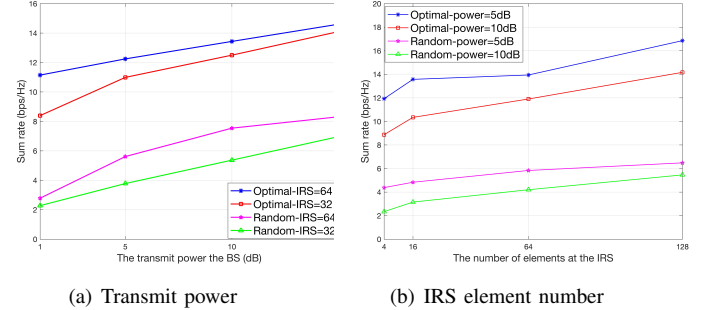 16
14
12
10
8
6
4
2
0
Sum rate (bps/Hz)
Optimal-IRS=64
Optimal-IRS=32
Random-IRS=64
Random-IRS=32
1
5
10
The transmit power the BS (dB)
(a) Transmit power
20
18
16
14
12
10
8
6
4
2
0
Sum rate (bps/Hz)
Optimal-power=5dB
Optimal-power=10dB
Random-power=5dB
Random-power=10dB
4
16
64
128
The number of elements at the IRS
(b) IRS element number